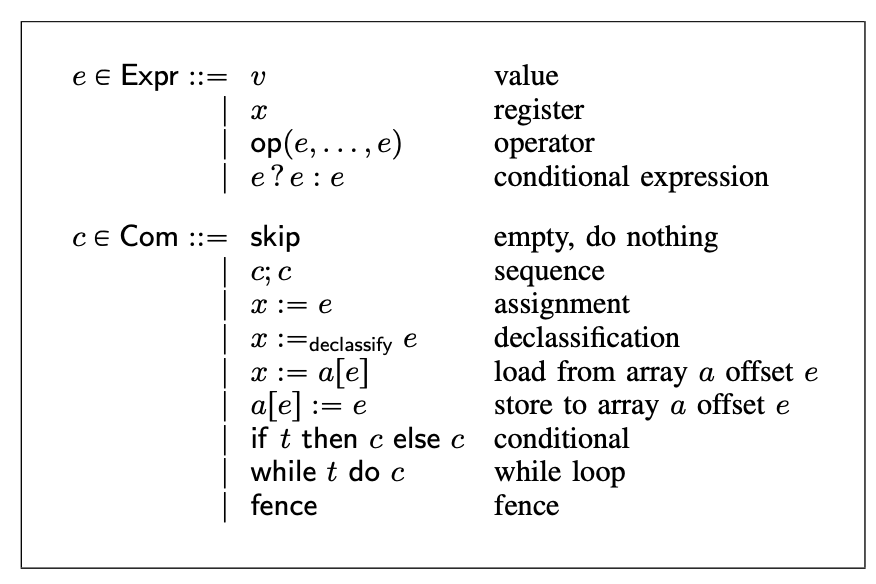 e ∈ Expr ::= v value
| x register
| op(e, . . . , e) operator
| e ? e : e conditional expression
c ∈ Com ::= skip empty, do nothing
| c; c sequence
| x := e assignment
| x :=declassify e declassification
| x := a[e] load from array a offset e
| a[e] := e store to array a offset e
| if t then c else c conditional
| while t do c while loop
| fence fence